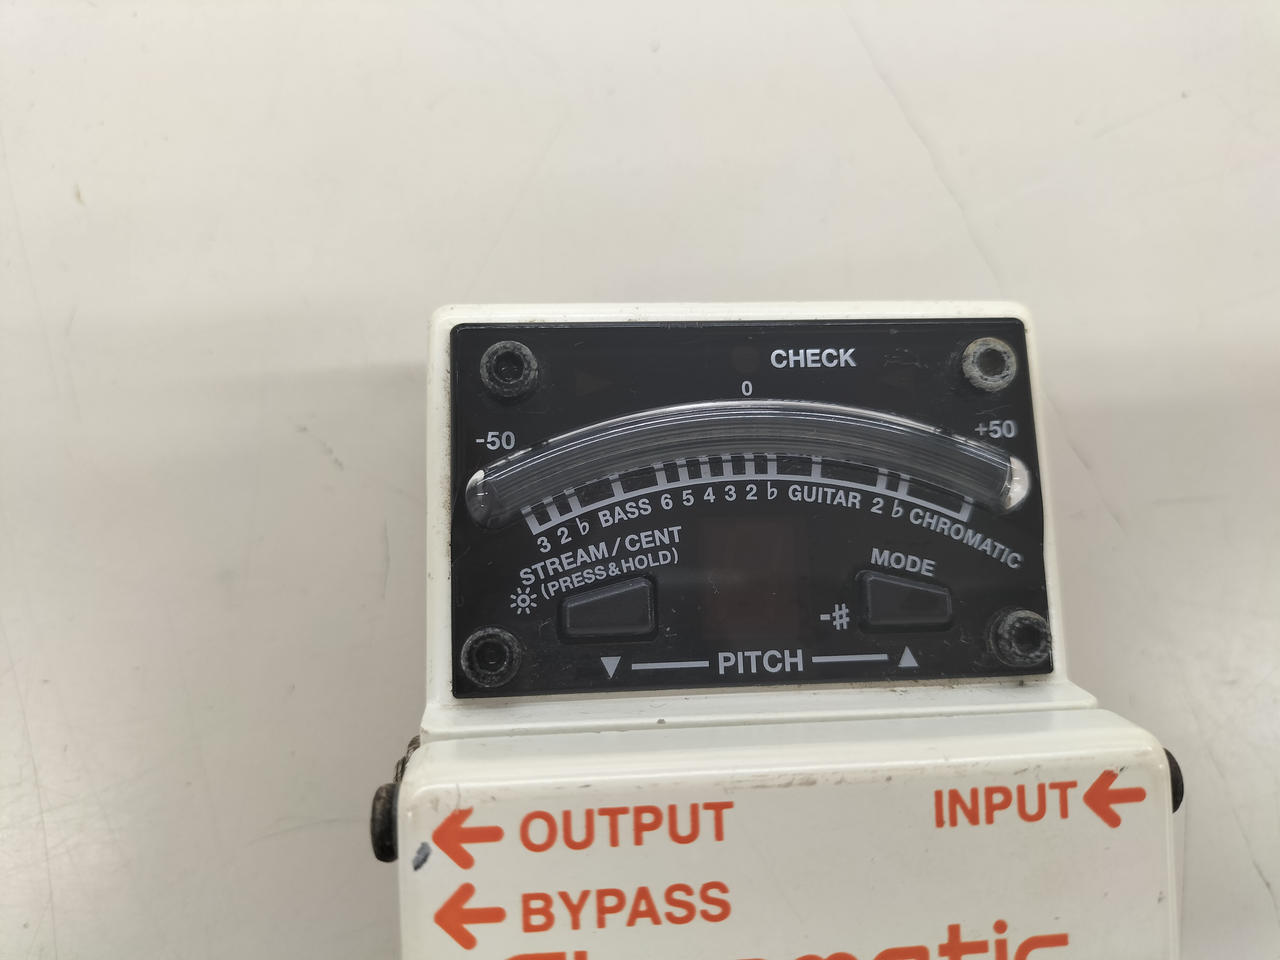 CHECK
0
-50
+50
3 2 ♭ BASS 6 5 4 3 2 ♭ GUITAR 2 ♭ CHROMATIC
STREAM/CENT
(PRESS&HOLD)
MODE
-#
▼ PITCH ▲
← OUTPUT
INPUT ←
← BYPASS